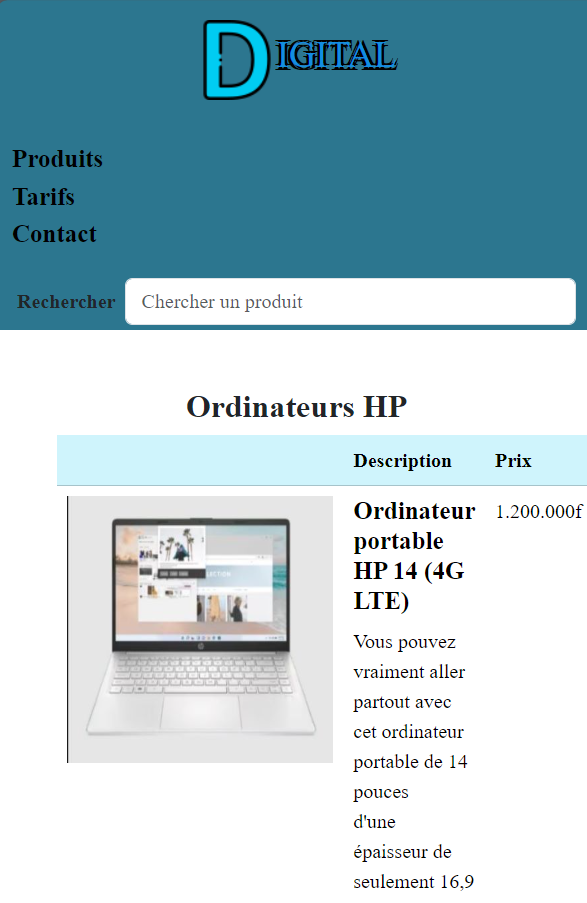 DIGITAL
Produits
Tarifs
Contact
Rechercher Chercher un produit
Ordinateurs HP
Description Prix
Ordinateur 1.200.000f
portable
HP 14 (4G
LTE)
Vous pouvez
vraiment aller
partout avec
cet ordinateur
portable de 14
pouces
d'une
épaisseur de
seulement 16,9